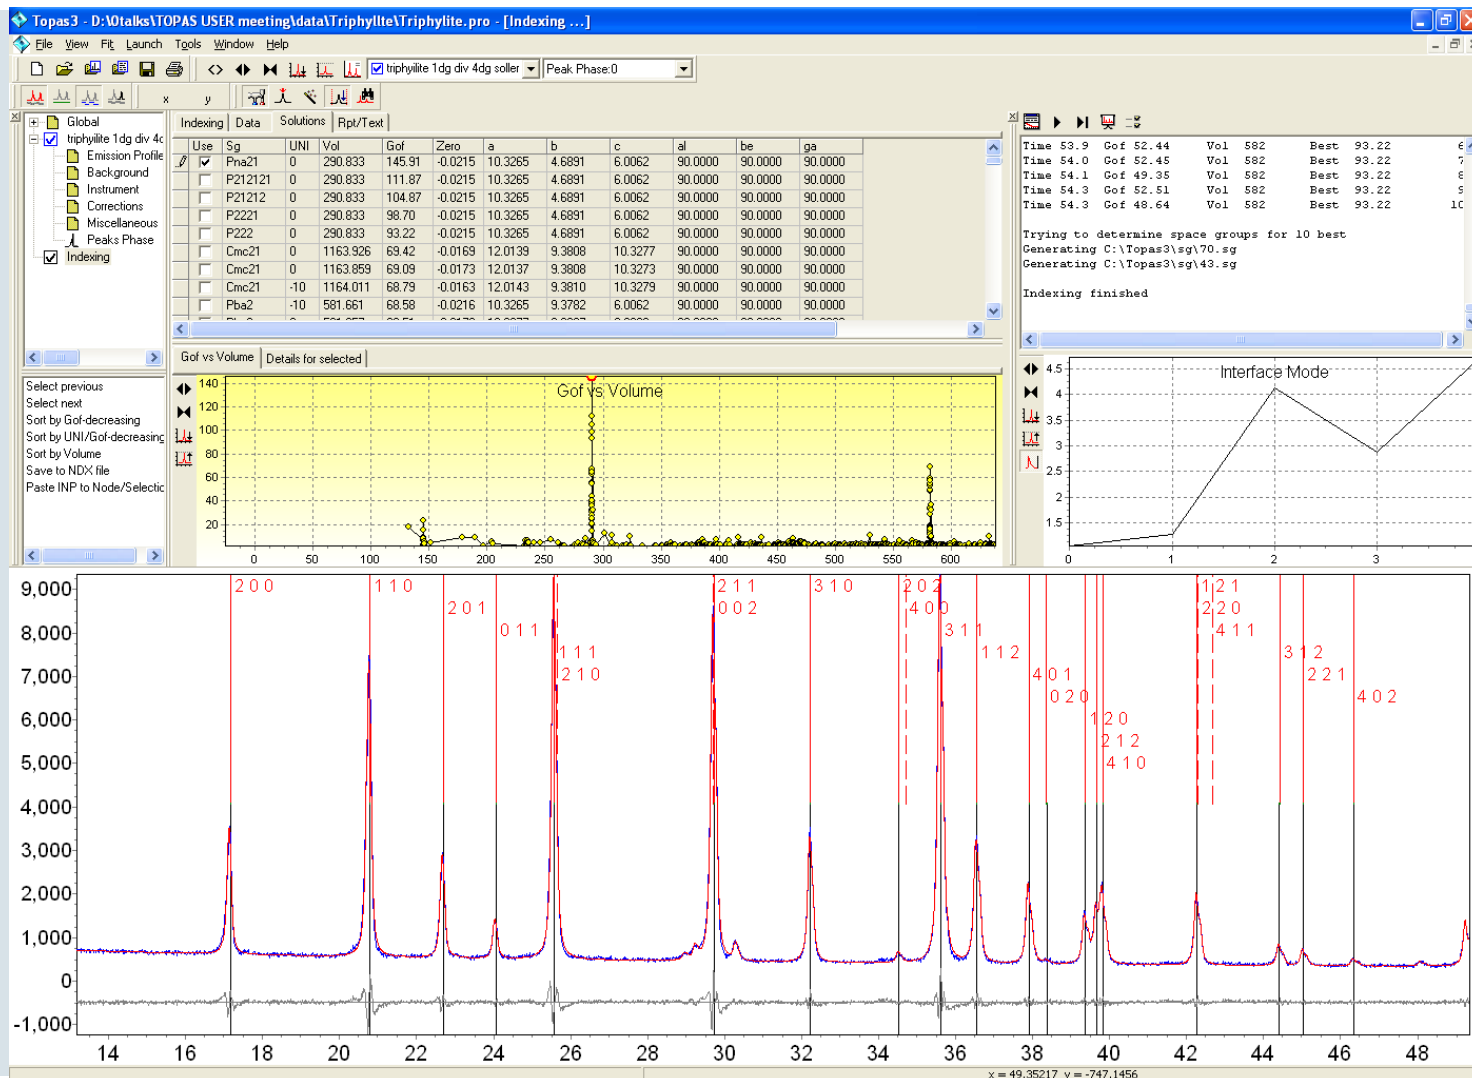 Topas3 - D:\0talks\TOPAS USER meeting\data\TriphylIte\Triphylite.pro - [Indexing ...]
File View Fit Launch Tools Window Help
triphyilite 1dg div 4dg soller Peak Phase:0
x y
Global
triphyilite 1dg div 4c
Emission Profile
Background
Instrument
Corrections
Miscellaneous
Peaks Phase
Indexing
Indexing Data Solutions Rpt/Text
Use Sg UNI Vol Gof Zero a b c al be ga
Pna21 0 290.833 145.91 -0.0215 10.3265 4.6891 6.0062 90.0000 90.0000 90.0000
P212121 0 290.833 111.87 -0.0215 10.3265 4.6891 6.0062 90.0000 90.0000 90.0000
P21212 0 290.833 104.87 -0.0215 10.3265 4.6891 6.0062 90.0000 90.0000 90.0000
P2221 0 290.833 98.70 -0.0215 10.3265 4.6891 6.0062 90.0000 90.0000 90.0000
P222 0 290.833 93.22 -0.0215 10.3265 4.6891 6.0062 90.0000 90.0000 90.0000
Cmc21 0 1163.926 69.42 -0.0169 12.0139 9.3808 10.3277 90.0000 90.0000 90.0000
Cmc21 0 1163.859 69.09 -0.0173 12.0137 9.3808 10.3273 90.0000 90.0000 90.0000
Cmc21 -10 1164.011 68.79 -0.0163 12.0143 9.3810 10.3279 90.0000 90.0000 90.0000
Pba2 -10 581.661 68.58 -0.0216 10.3265 9.3782 6.0062 90.0000 90.0000 90.0000
Time 53.9 Gof 52.44 Vol 582 Best 93.22 6
Time 54.0 Gof 52.45 Vol 582 Best 93.22 7
Time 54.1 Gof 49.35 Vol 582 Best 93.22 8
Time 54.3 Gof 52.51 Vol 582 Best 93.22 9
Time 54.3 Gof 48.64 Vol 582 Best 93.22 10
Trying to determine space groups for 10 best
Generating C:\Topas3\sg\70.sg
Generating C:\Topas3\sg\43.sg
Indexing finished
Select previous
Select next
Sort by Gof-decreasing
Sort by UNI/Gof-decreasing
Sort by Volume
Save to NDX file
Paste INP to Node/Selectic
Gof vs Volume Details for selected
Gof vs Volume
140
120
100
80
60
40
20
0 50 100 150 200 250 300 350 400 450 500 550 600
Interface Mode
4.5
4
3.5
3
2.5
2
1.5
0 1 2 3
9,000
8,000
7,000
6,000
5,000
4,000
3,000
2,000
1,000
0
-1,000
2 0 0
1 1 0
2 0 1
0 1 1
1 1 1
2 1 0
2 1 1
0 0 2
3 1 0
2 0 2
4 0 0
3 1 1
1 1 2
4 0 1
0 2 0
1 2 0
2 1 2
4 1 0
1 2 1
2 2 0
4 1 1
3 1 2
2 2 1
4 0 2
14 16 18 20 22 24 26 28 30 32 34 36 38 40 42 44 46 48
x = 49.35217 y = -747.1456